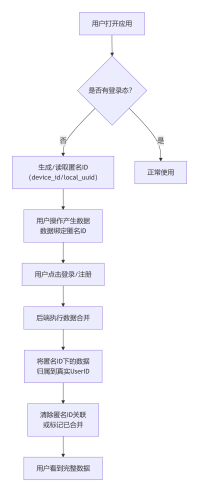 用户打开应用
是否有登录态?
否
是
生成/读取匿名ID
(device_id/local_uuid)
正常使用
用户操作产生数据
数据绑定匿名ID
用户点击登录/注册
后端执行数据合并
将匿名ID下的数据
归属到真实UserID
清除匿名ID关联
或标记已合并
用户看到完整数据